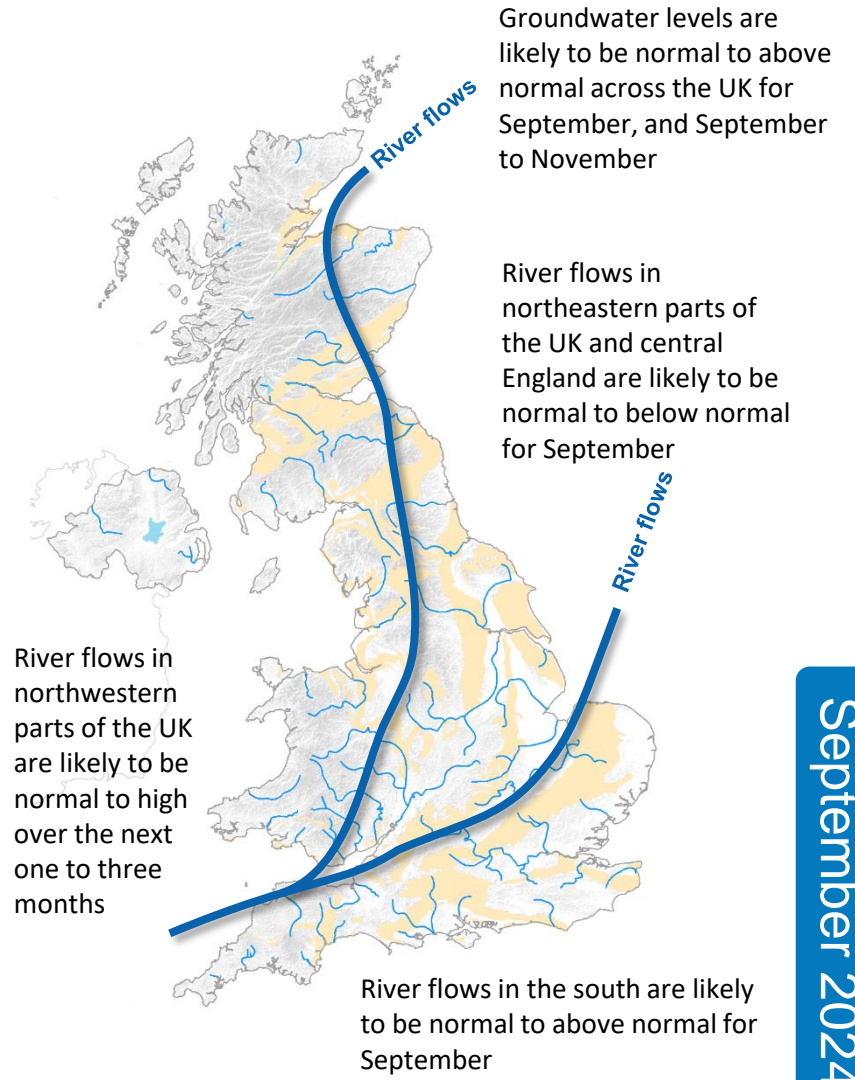 Groundwater levels are
likely to be normal to above
normal across the UK for
September, and September
to November
River flows
River flows in
northeastern parts of
the UK and central
England are likely to be
normal to below normal
for September
River flows
River flows in
northwestern
parts of the UK
are likely to be
normal to high
over the next
one to three
months
River flows in the south are likely
to be normal to above normal for
September
September 2024